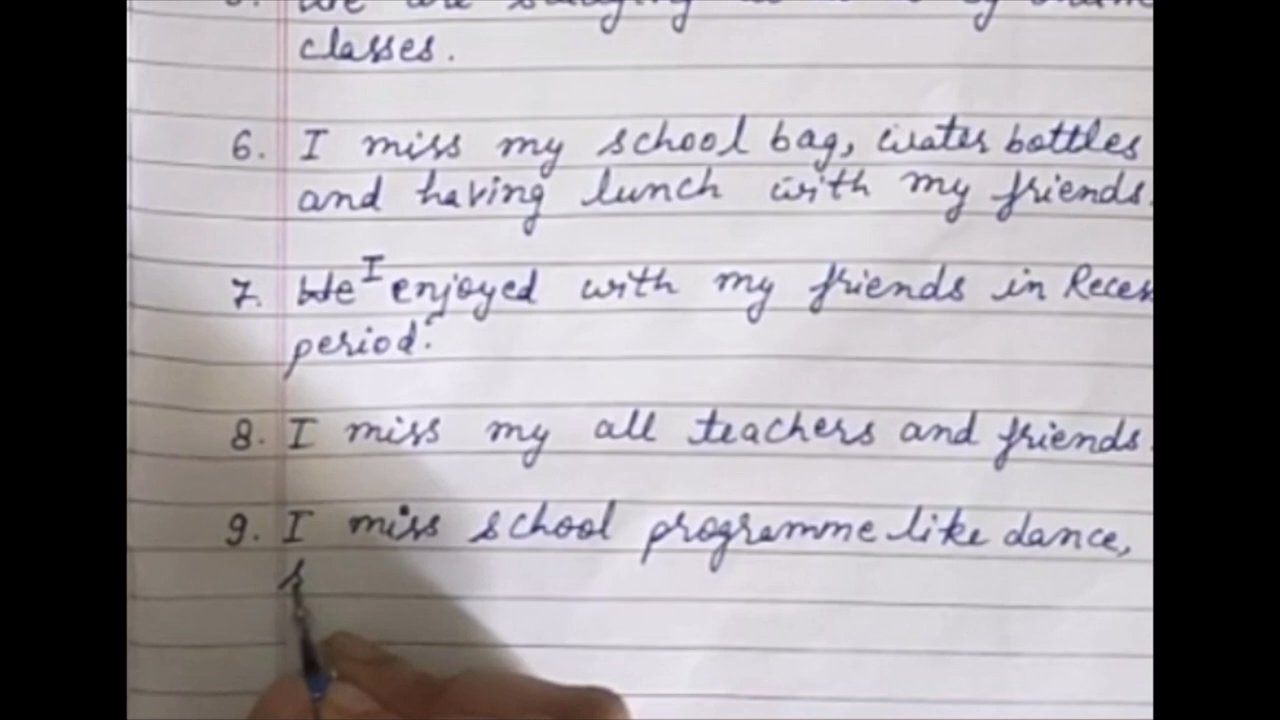 classes.
6. I miss my school bag, water bottles
and having lunch with my friends.
7. We I enjoyed with my friends in Reces
period.
8. I miss my all teachers and friends.
9. I miss school programme like dance,
s